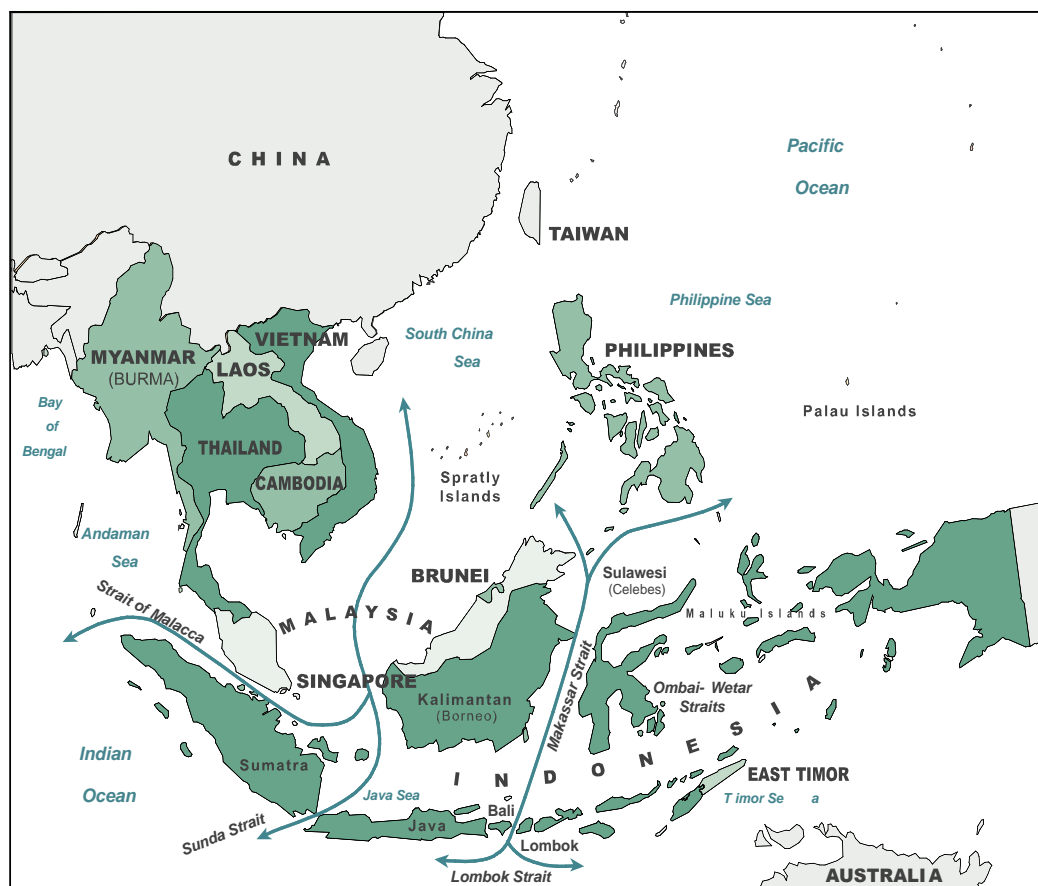 CHINA
Pacific
Ocean
TAIWAN
Philippine Sea
South China
Sea
VIETNAM
PHILIPPINES
MYANMAR
(BURMA)
LAOS
Bay
of
Bengal
Palau Islands
THAILAND
CAMBODIA
Spratly
Islands
Andaman
Sea
BRUNEI
Sulawesi
(Celebes)
Strait of Malacca
MALAYSIA
Maluku Islands
SINGAPORE
Kalimantan
(Borneo)
Makassar Strait
Ombai- Wetar
Straits
INDONESIA
Indian
Ocean
Sumatra
EAST TIMOR
Java Sea
T imor Se a
Bali
Sunda Strait
Java
Lombok
Lombok Strait
AUSTRALIA